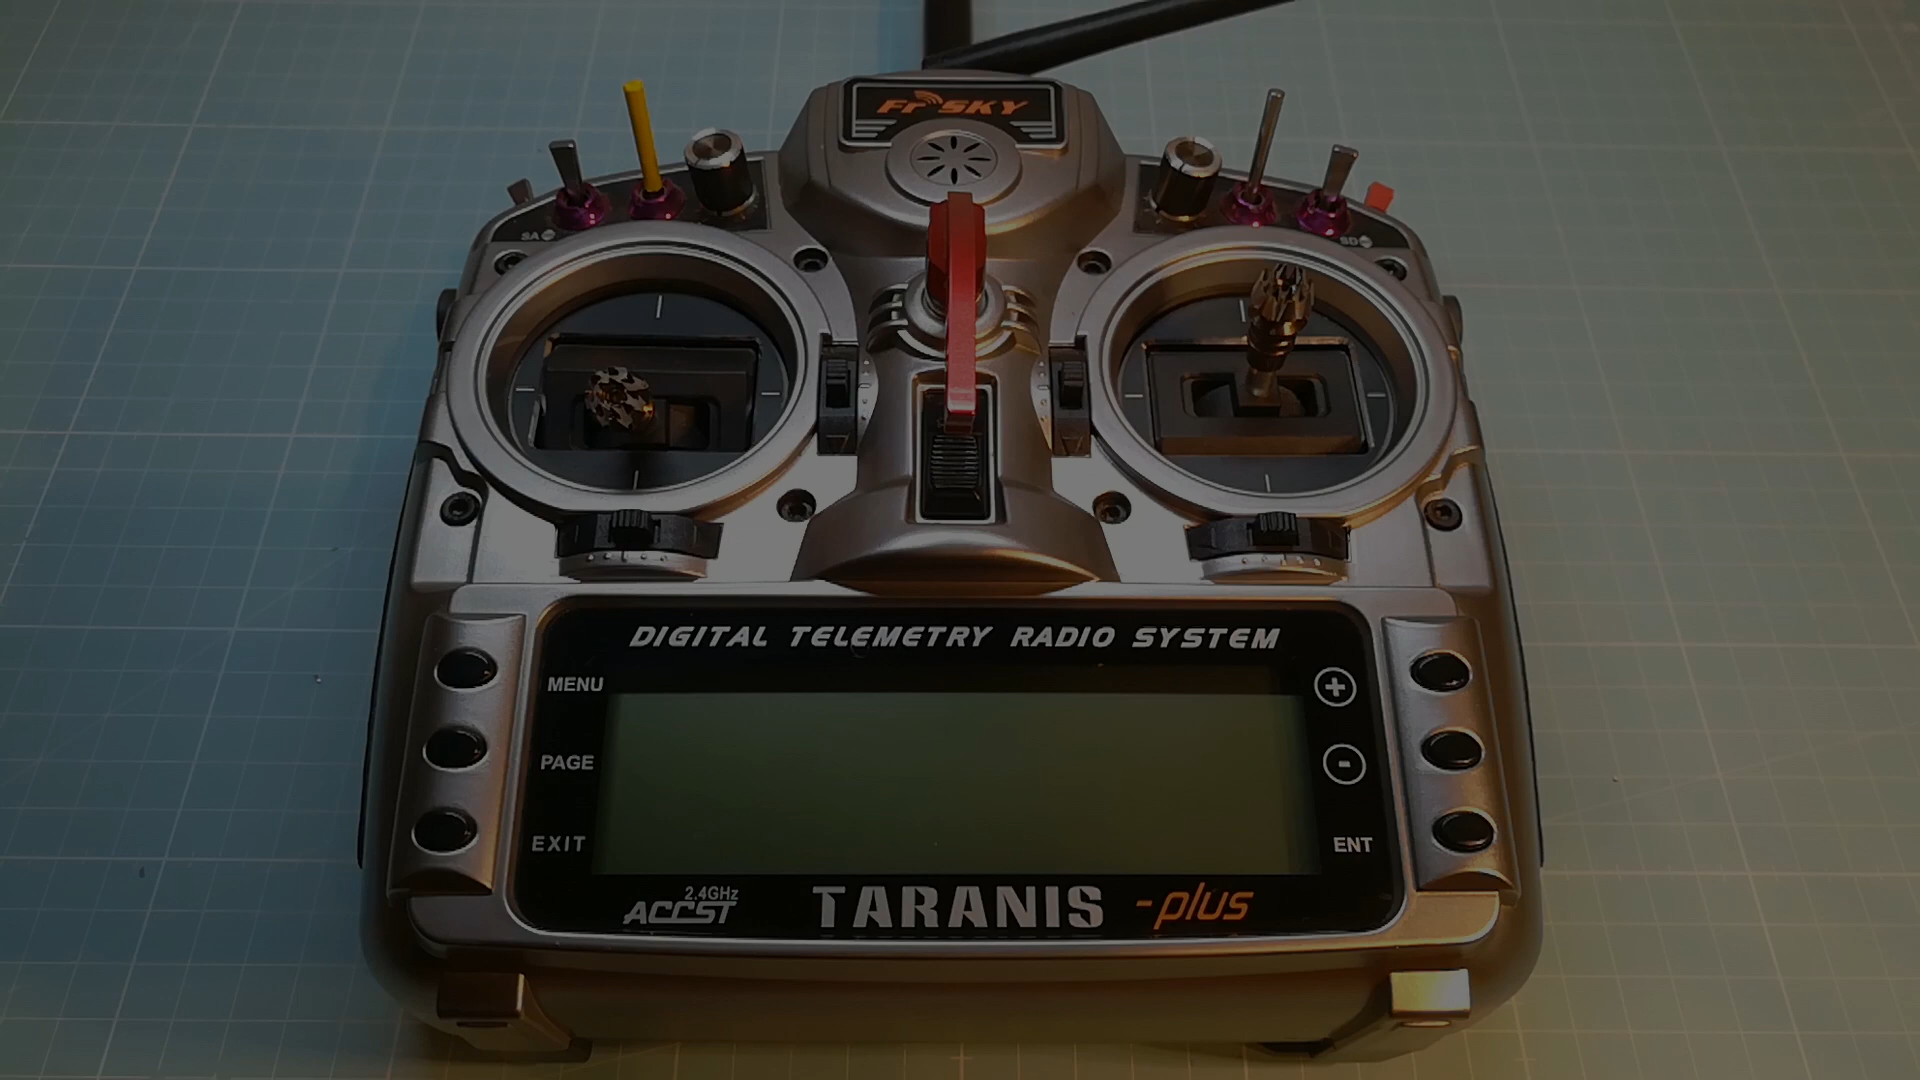 FrSKY
SA
SD
DIGITAL TELEMETRY RADIO SYSTEM
MENU
+
PAGE
-
EXIT
ENT
2.4GHz
ACCST
TARANIS -plus